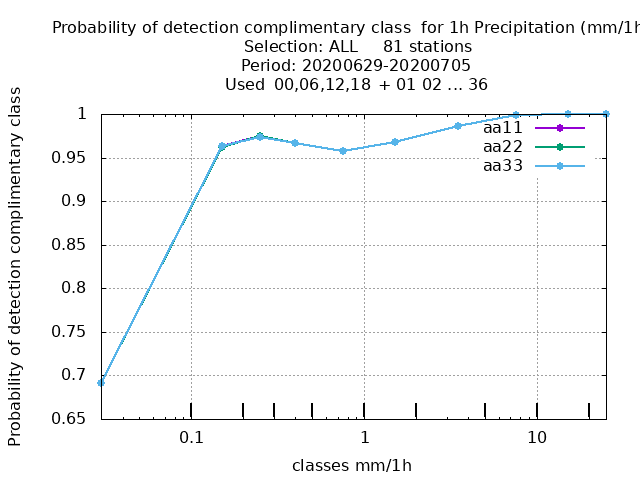 Probability of detection complimentary class  for 1h Precipitation (mm/1h
Selection: ALL     81 stations
Period: 20200629-20200705
Used  00,06,12,18  + 01 02 ... 36
Probability of detection complimentary class
1
0.95
0.9
0.85
0.8
0.75
0.7
0.65
aa11
aa22
aa33
0.1
1
10
classes mm/1h